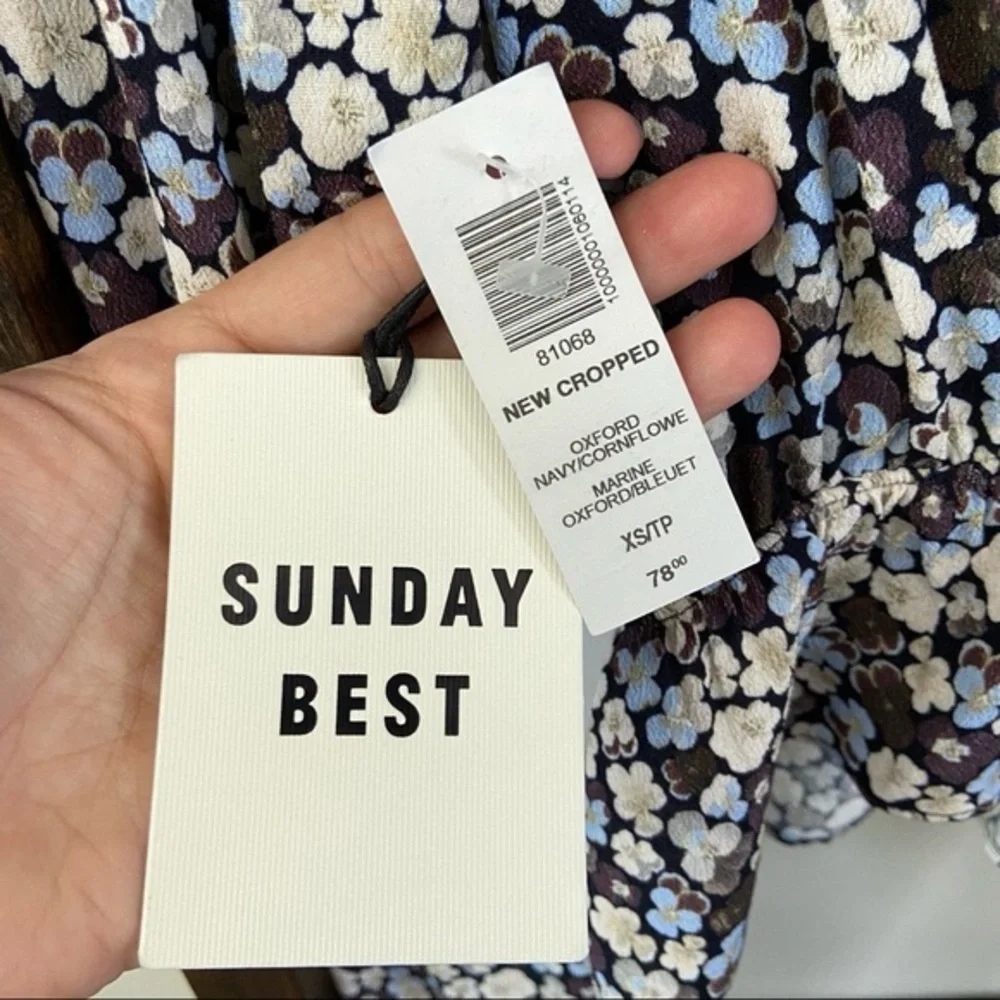 10000001060114
81068
NEW CROPPED
OXFORD
NAVY/CORNFLOWE
MARINE
OXFORD/BLEUET
XS/TP
78⁰⁰
SUNDAY
BEST